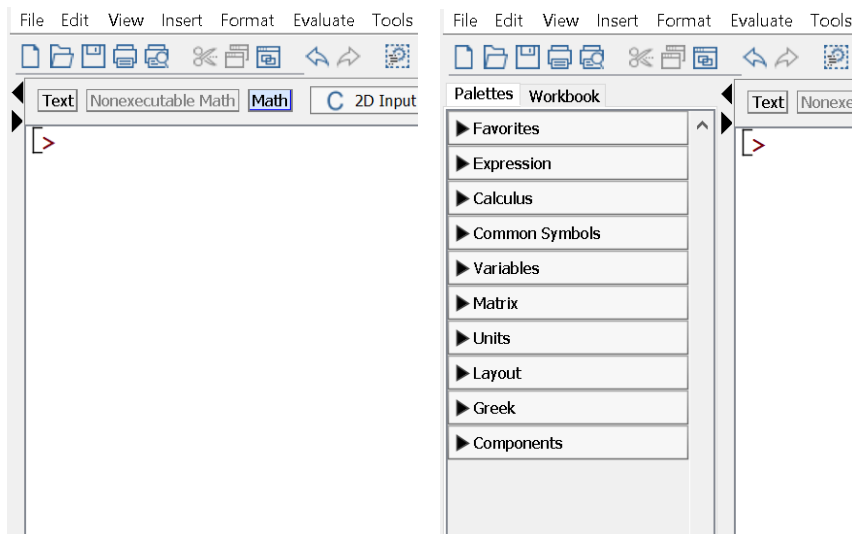 File Edit View Insert Format Evaluate Tools
Text Nonexecutable Math Math C 2D Input
[>
File Edit View Insert Format Evaluate Tools
Palettes Workbook
Text Nonexe
Favorites
[>
Expression
Calculus
Common Symbols
Variables
Matrix
Units
Layout
Greek
Components